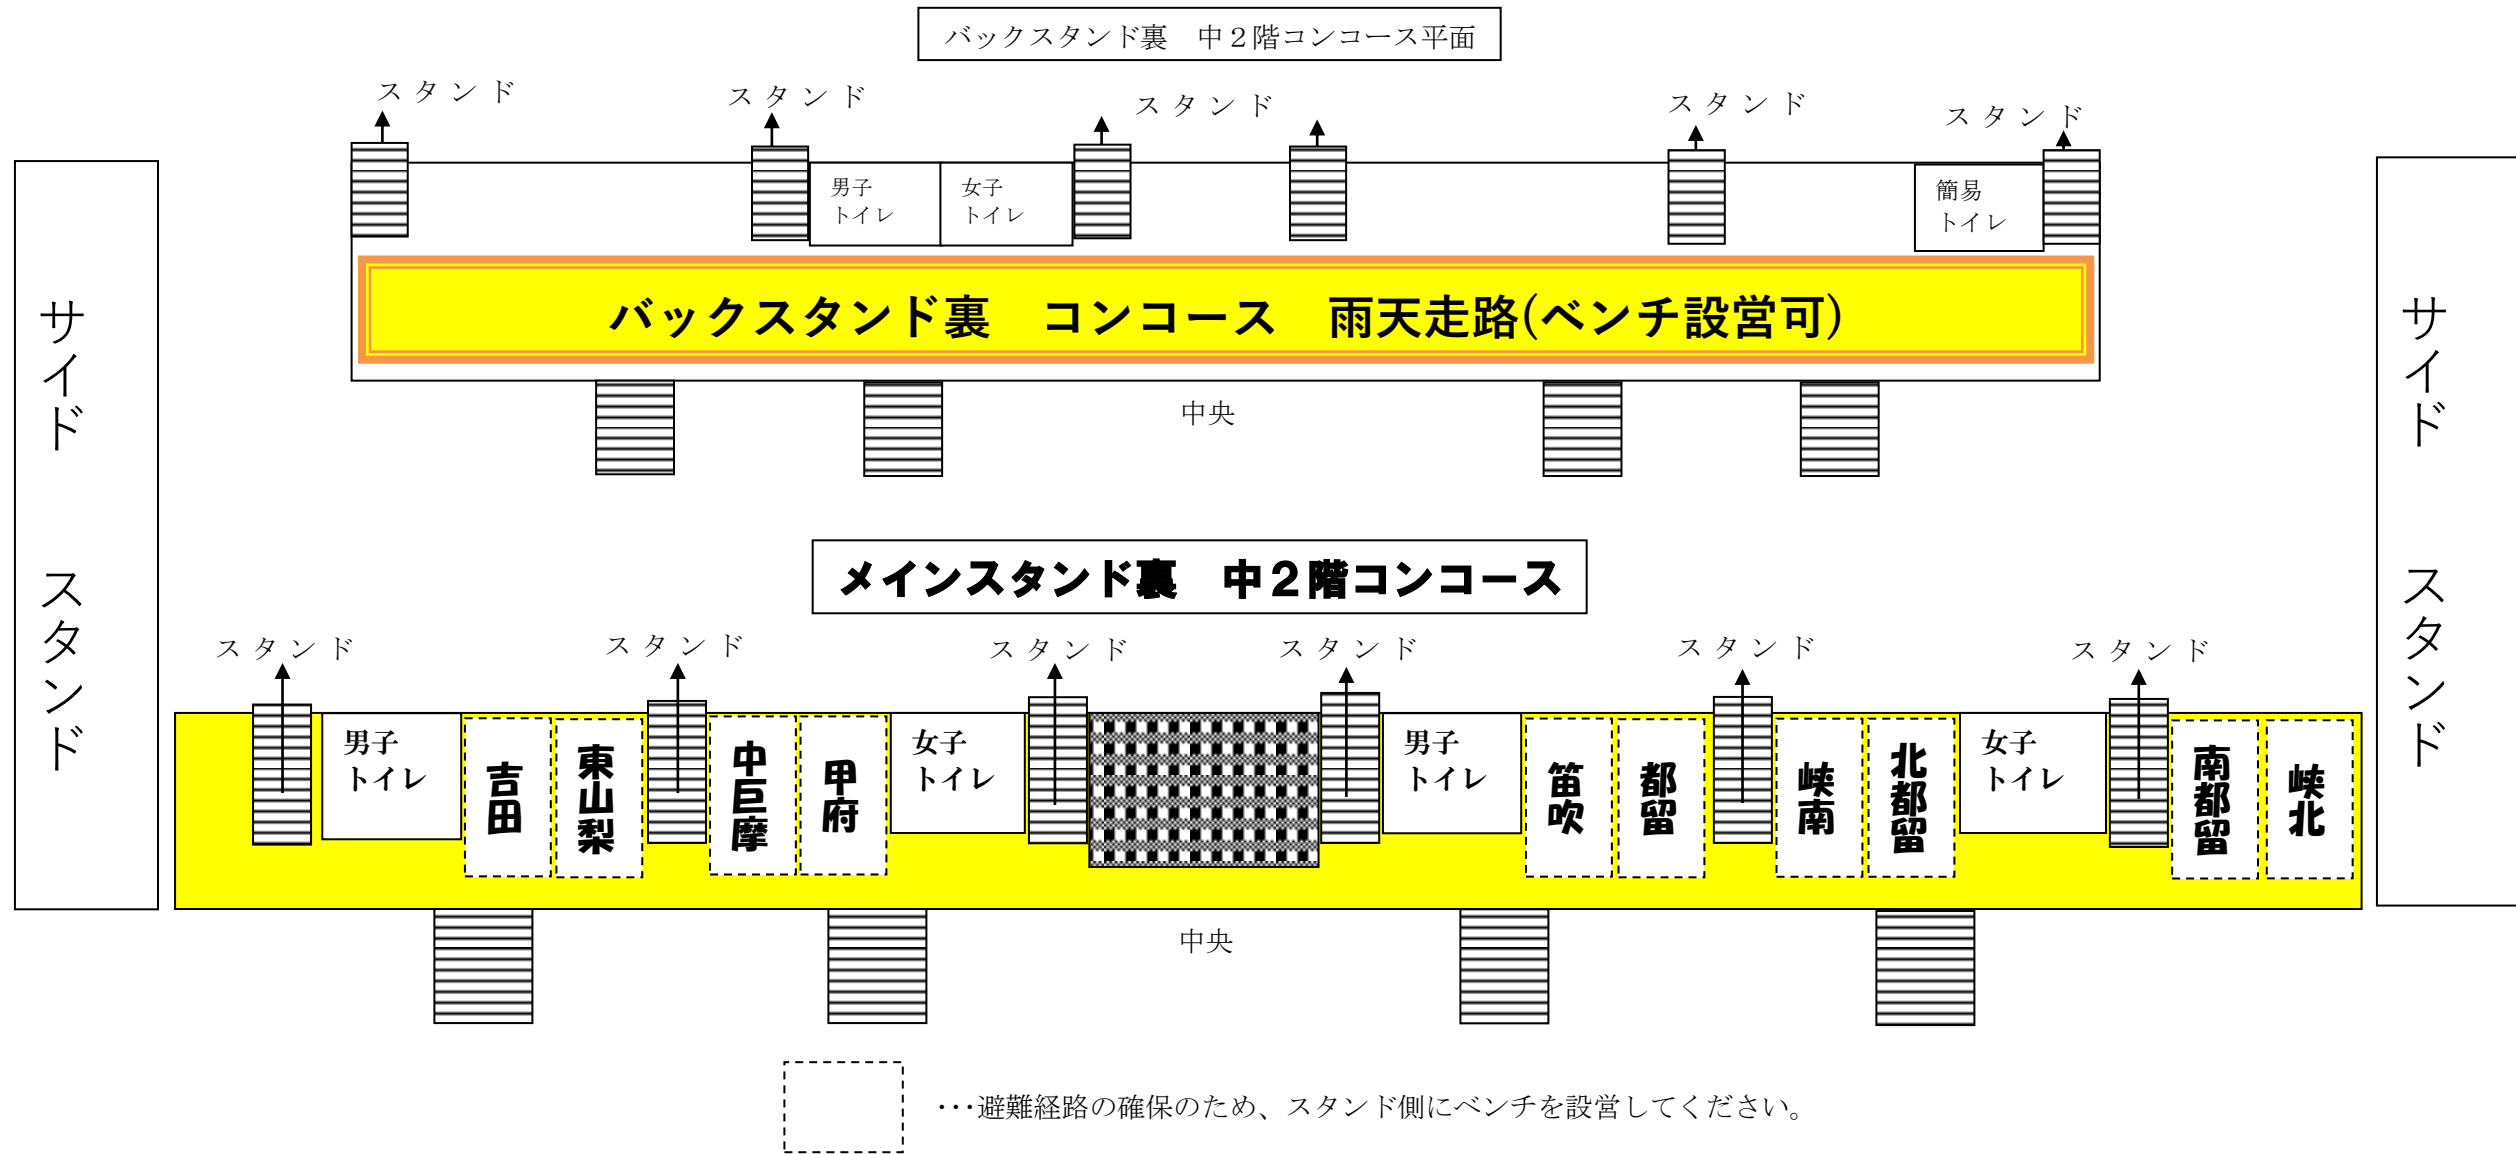 バックスタンド裏　中２階コンコース平面
スタンド
スタンド
スタンド
スタンド
スタンド
男子
トイレ
女子
トイレ
簡易
トイレ
バックスタンド裏　コンコース　雨天走路(ベンチ設営可)
中央
サイド　スタンド
サイド　スタンド
メインスタンド裏　中２階コンコース
スタンド
スタンド
スタンド
スタンド
スタンド
スタンド
男子
トイレ
吉田
東山梨
中巨摩
甲府
女子
トイレ
男子
トイレ
笛吹
都留
峡南
北都留
女子
トイレ
南都留
峡北
中央
･･･避難経路の確保のため、スタンド側にベンチを設営してください。